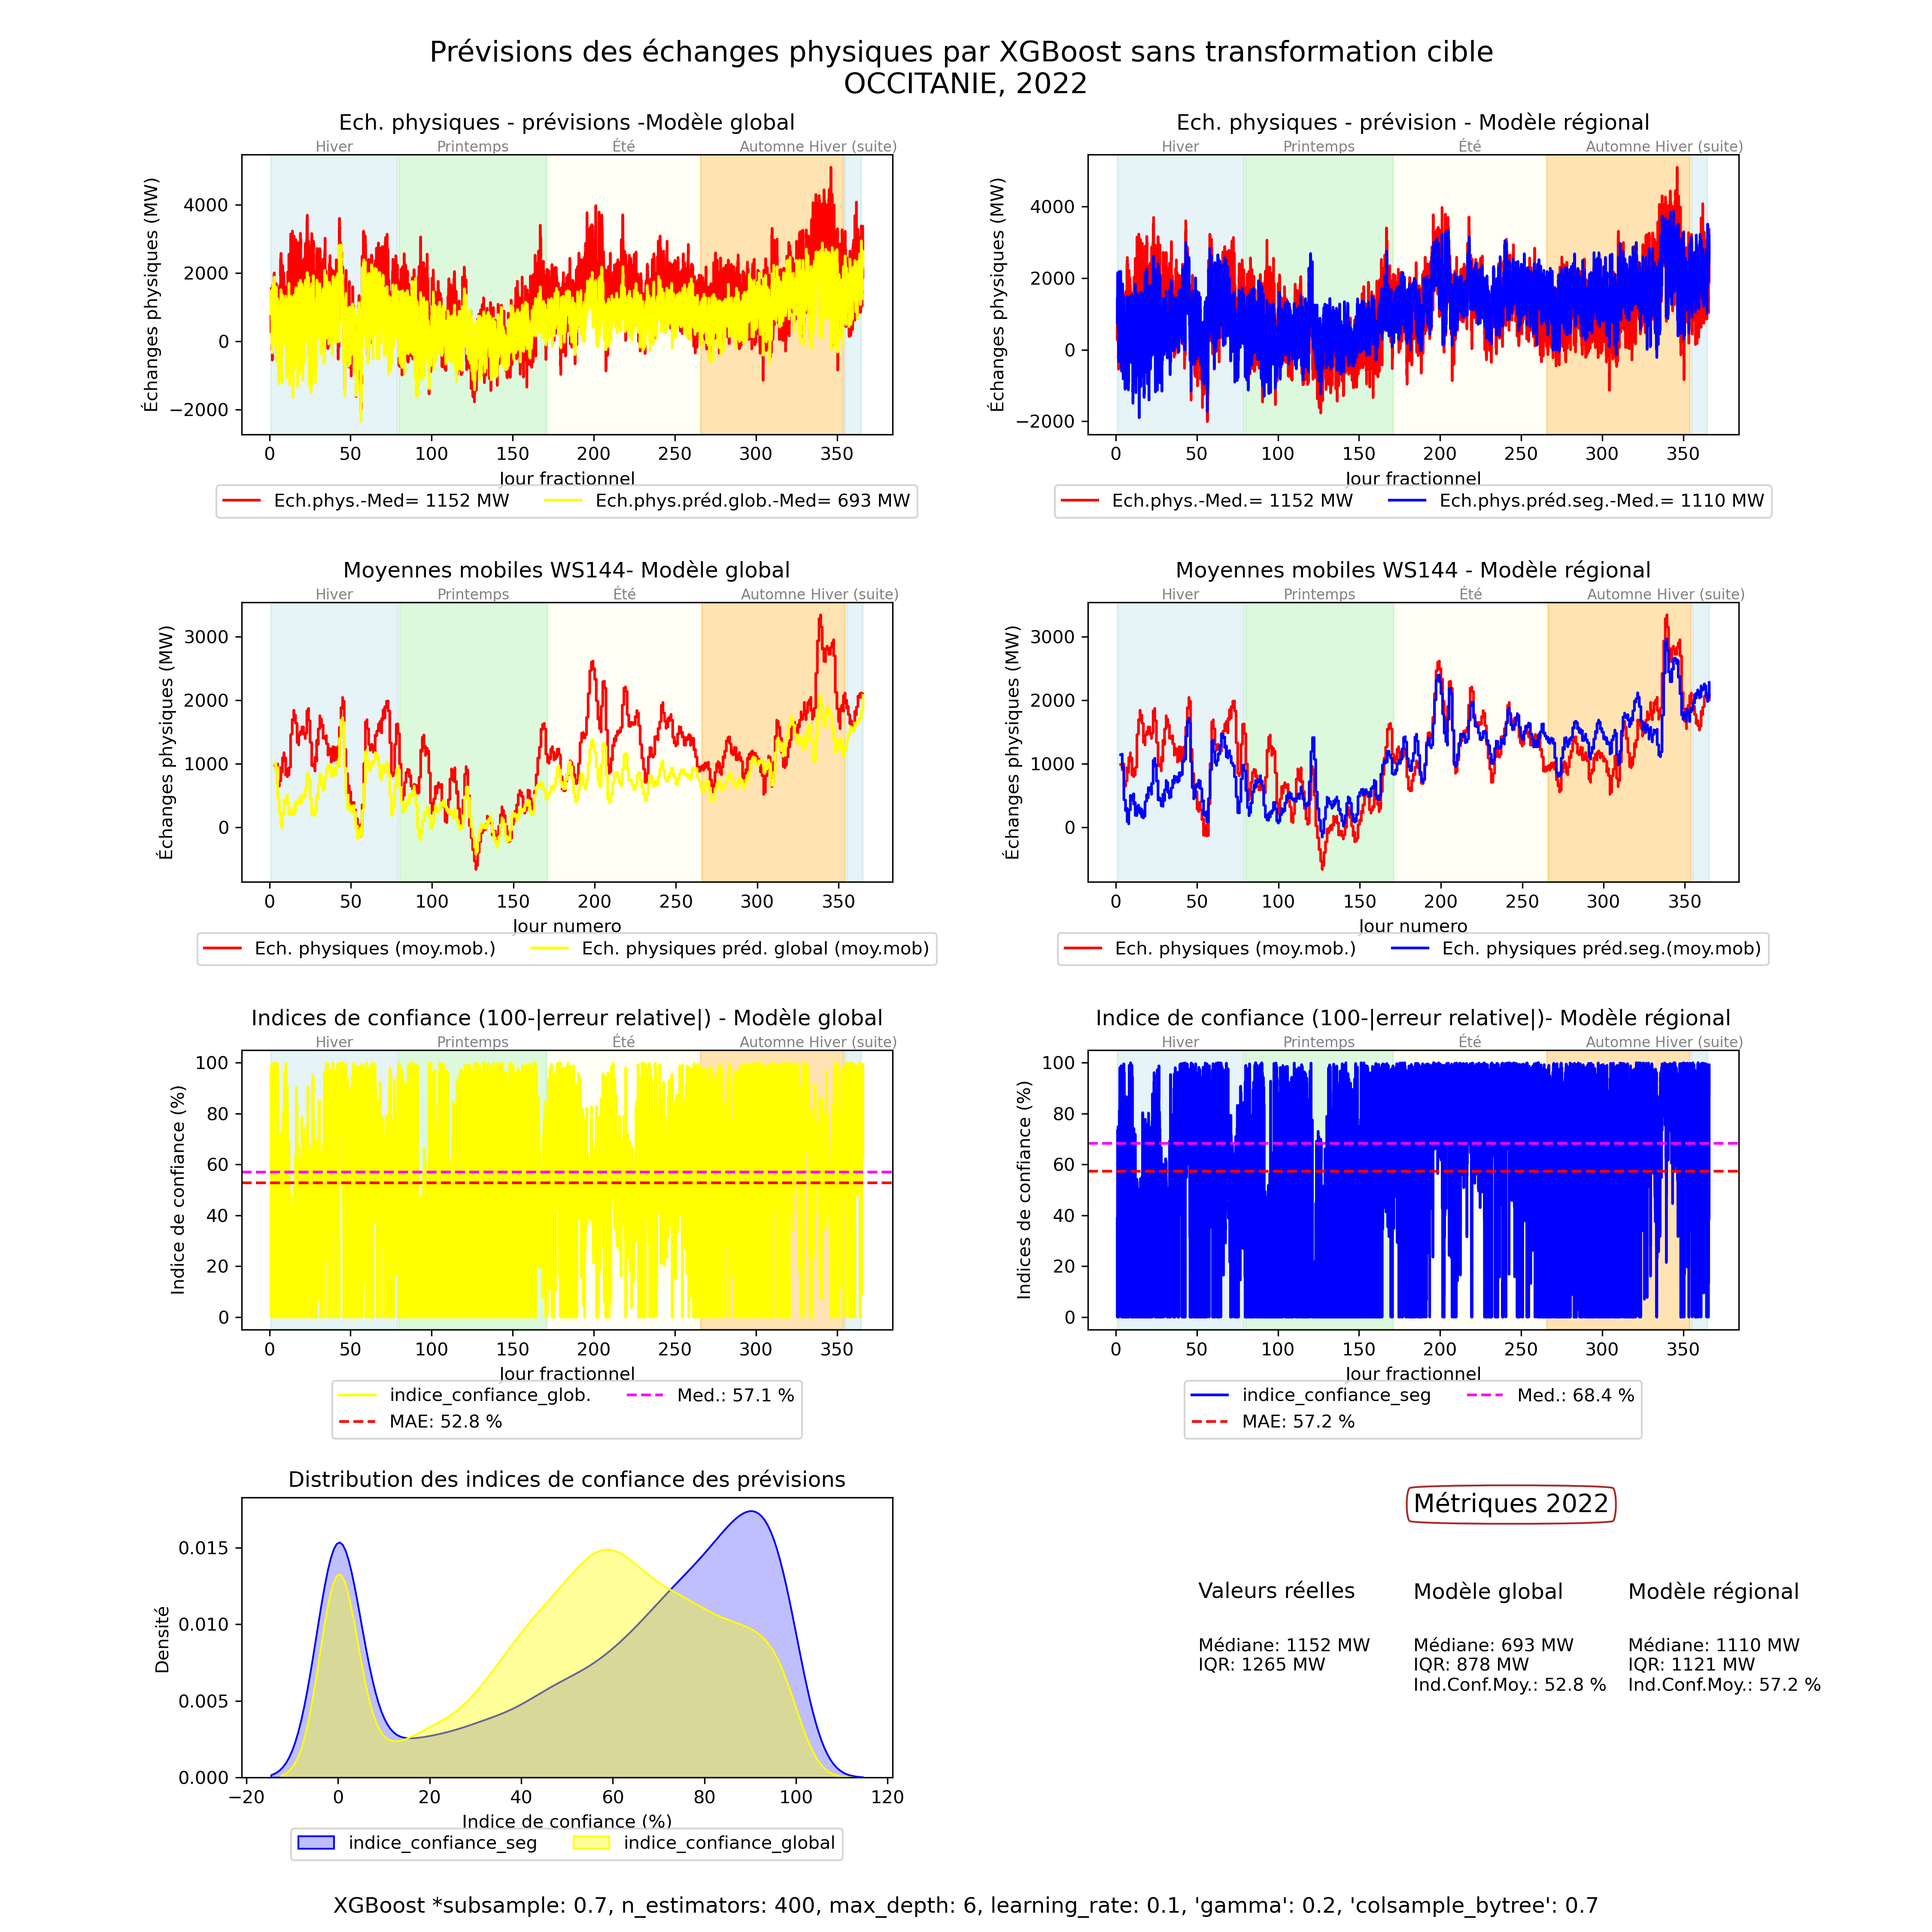 Prévisions des échanges physiques par XGBoost sans transformation cible
OCCITANIE, 2022
Ech. physiques - prévisions -Modèle global
Hiver Printemps Été Automne Hiver (suite)
Échanges physiques (MW)
4000
2000
0
−2000
0 50 100 150 200 250 300 350
Jour fractionnel
Ech.phys.-Med= 1152 MW Ech.phys.préd.glob.-Med= 693 MW
Ech. physiques - prévision - Modèle régional
Hiver Printemps Été Automne Hiver (suite)
Échanges physiques (MW)
4000
2000
0
−2000
0 50 100 150 200 250 300 350
Jour fractionnel
Ech.phys.-Med.= 1152 MW Ech.phys.préd.seg.-Med.= 1110 MW
Moyennes mobiles WS144- Modèle global
Hiver Printemps Été Automne Hiver (suite)
Échanges physiques (MW)
3000
2000
1000
0
0 50 100 150 200 250 300 350
Jour numero
Ech. physiques (moy.mob.) Ech. physiques préd. global (moy.mob)
Moyennes mobiles WS144 - Modèle régional
Hiver Printemps Été Automne Hiver (suite)
Échanges physiques (MW)
3000
2000
1000
0
0 50 100 150 200 250 300 350
Jour numero
Ech. physiques (moy.mob.) Ech. physiques préd.seg.(moy.mob)
Indices de confiance (100-|erreur relative|) - Modèle global
Hiver Printemps Été Automne Hiver (suite)
Indice de confiance (%)
100
80
60
40
20
0
0 50 100 150 200 250 300 350
Jour fractionnel
indice_confiance_glob. Med.: 57.1 %
MAE: 52.8 %
Indice de confiance (100-|erreur relative|)- Modèle régional
Hiver Printemps Été Automne Hiver (suite)
Indices de confiance (%)
100
80
60
40
20
0
0 50 100 150 200 250 300 350
Jour fractionnel
indice_confiance_seg Med.: 68.4 %
MAE: 57.2 %
Distribution des indices de confiance des prévisions
Densité
0.015
0.010
0.005
0.000
−20 0 20 40 60 80 100 120
Indice de confiance (%)
indice_confiance_seg indice_confiance_global
Métriques 2022
Valeurs réelles Modèle global Modèle régional
Médiane: 1152 MW Médiane: 693 MW Médiane: 1110 MW
IQR: 1265 MW IQR: 878 MW IQR: 1121 MW
Ind.Conf.Moy.: 52.8 % Ind.Conf.Moy.: 57.2 %
XGBoost *subsample: 0.7, n_estimators: 400, max_depth: 6, learning_rate: 0.1, 'gamma': 0.2, 'colsample_bytree': 0.7